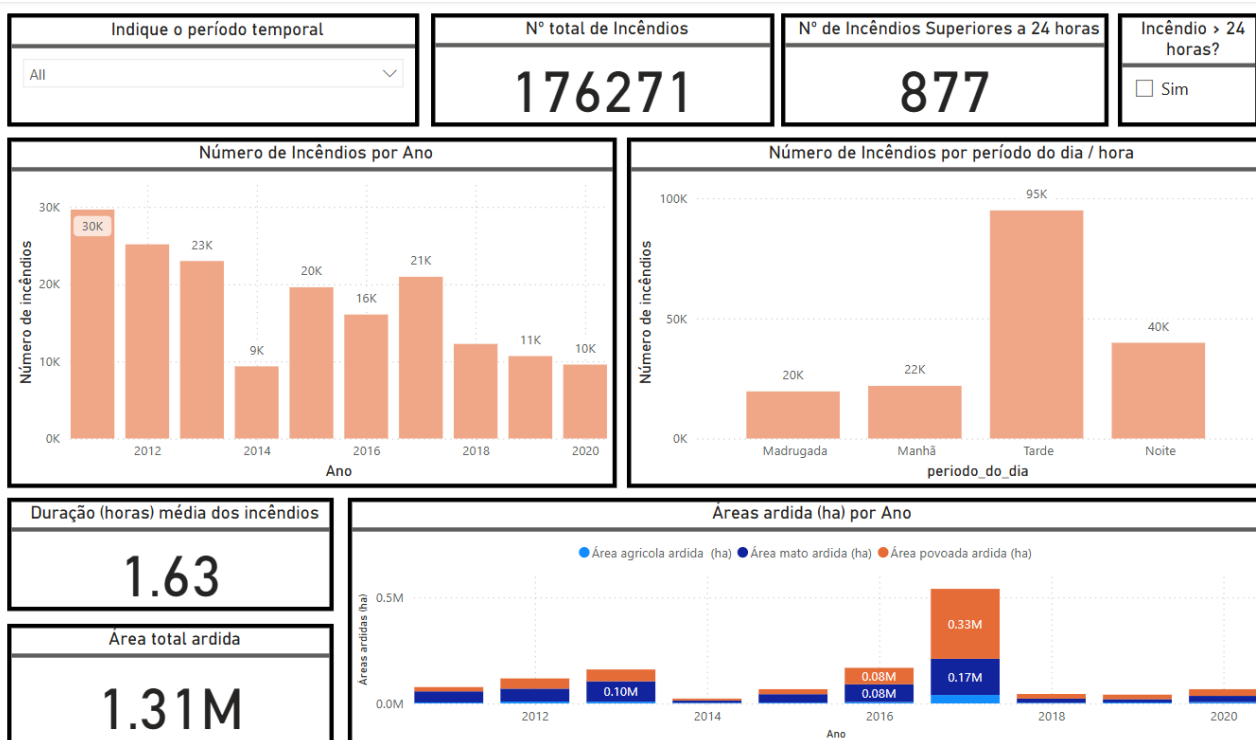 Indique o período temporal
All
Nº total de Incêndios
176271
Nº de Incêndios Superiores a 24 horas
877
Incêndio > 24
horas?
Sim
Número de Incêndios por Ano
Número de incêndios
30K
20K
10K
0K
30K
23K
9K
20K
16K
21K
11K
10K
2012
2014
2016
2018
2020
Ano
Número de Incêndios por período do dia / hora
Número de incêndios
100K
50K
0K
20K
22K
95K
40K
Madrugada
Manhã
Tarde
Noite
periodo_do_dia
Duração (horas) média dos incêndios
1.63
Área total ardida
1.31M
Áreas ardida (ha) por Ano
Área agricola ardida (ha)
Área mato ardida (ha)
Área povoada ardida (ha)
Áreas ardidas (ha)
0.5M
0.0M
0.10M
0.08M
0.08M
0.33M
0.17M
2012
2014
2016
2018
2020
Ano